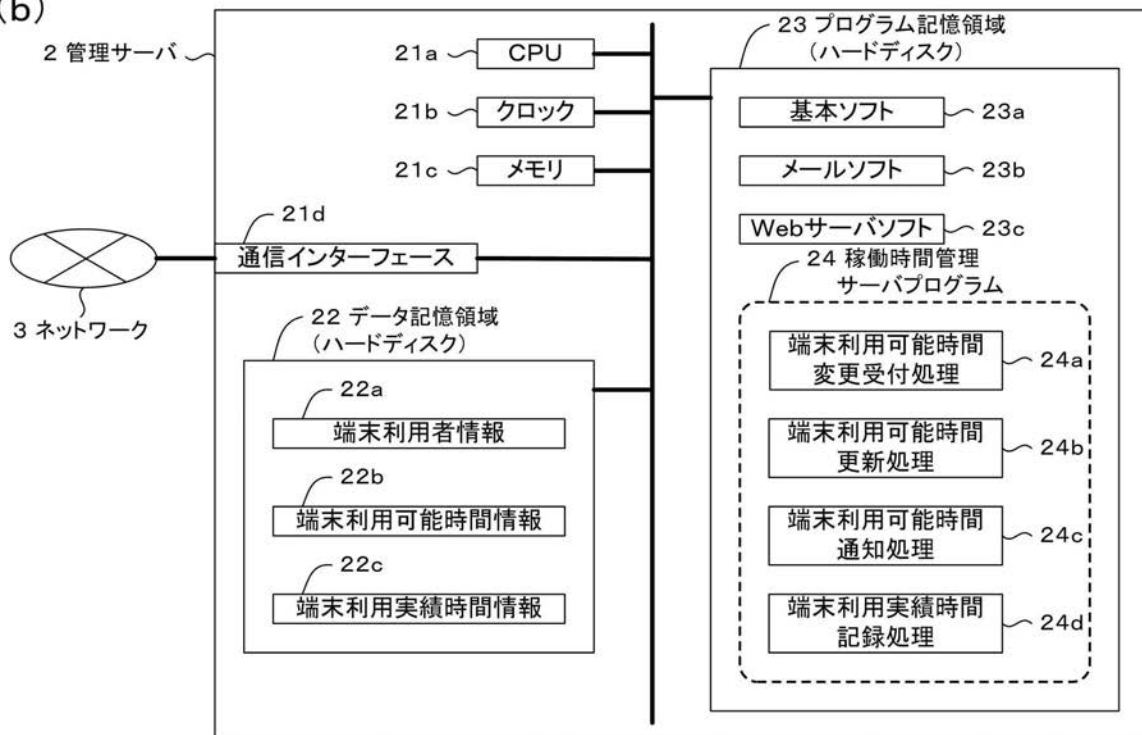 (b)
2 管理サーバ
21a
CPU
21b
クロック
21c
メモリ
21d
通信インターフェース
3 ネットワーク
22 データ記憶領域
(ハードディスク)
22a
端末利用者情報
22b
端末利用可能時間情報
22c
端末利用実績時間情報
23 プログラム記憶領域
(ハードディスク)
基本ソフト
23a
メールソフト
23b
Webサーバソフト
23c
24 稼働時間管理
サーバプログラム
端末利用可能時間
変更受付処理
24a
端末利用可能時間
更新処理
24b
端末利用可能時間
通知処理
24c
端末利用実績時間
記録処理
24d